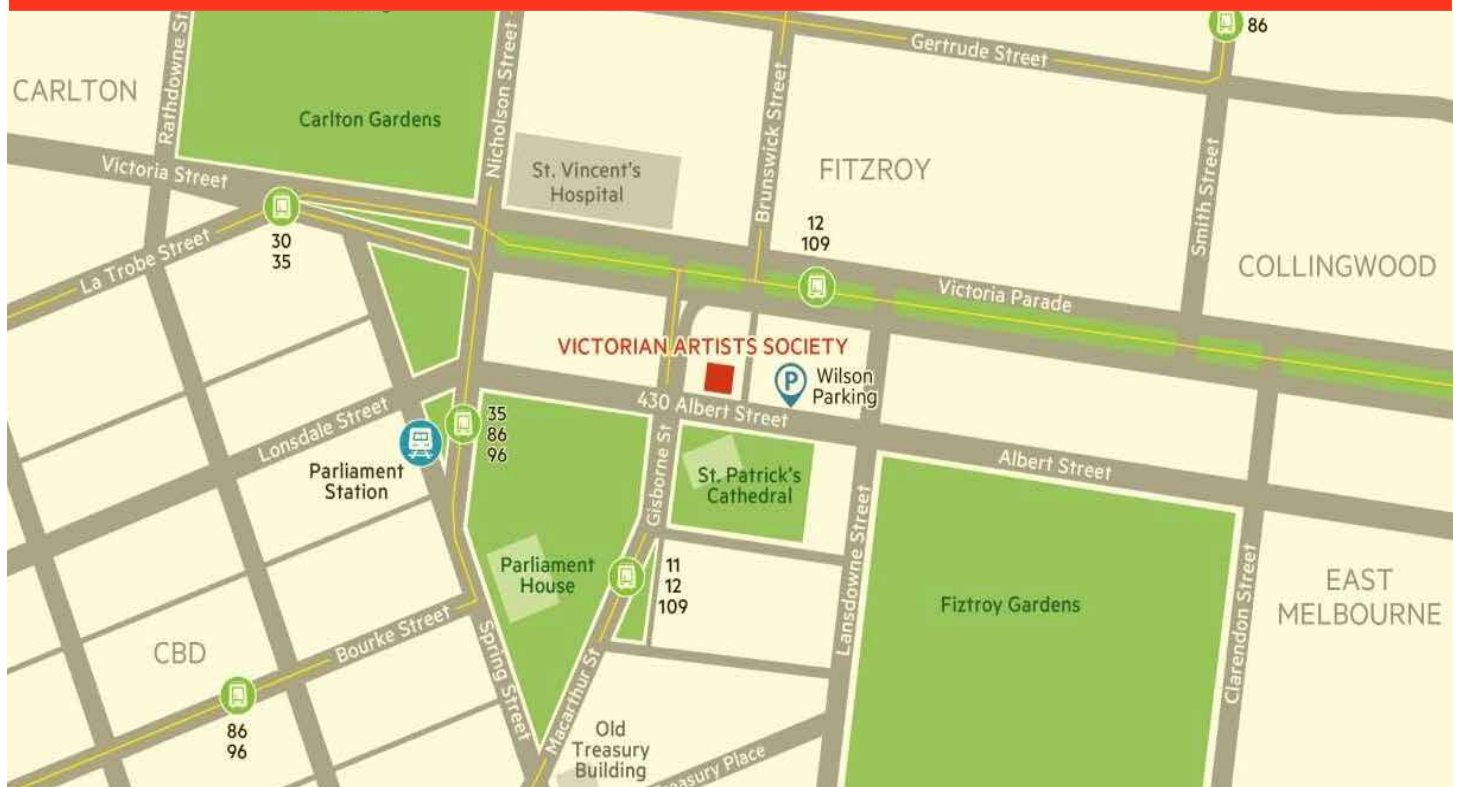 86
Gertrude Street
CARLTON
Rathdowne St
Carlton Gardens
Nicholson Street
Brunswick Street
St. Vincent's
Hospital
FITZROY
Smith Street
Victoria Street
12
109
30
35
La Trobe Street
COLLINGWOOD
Victoria Parade
VICTORIAN ARTISTS SOCIETY
P
Wilson
Parking
430 Albert Street
35
86
96
Lonsdale Street
Parliament
Station
Gisborne St
St. Patrick's
Cathedral
Albert Street
Lansdowne Street
Parliament
House
11
12
109
Fiztroy Gardens
Clarendon Street
EAST
MELBOURNE
Bourke Street
CBD
Spring Street
Macarthur St
86
96
Old
Treasury
Building
Place